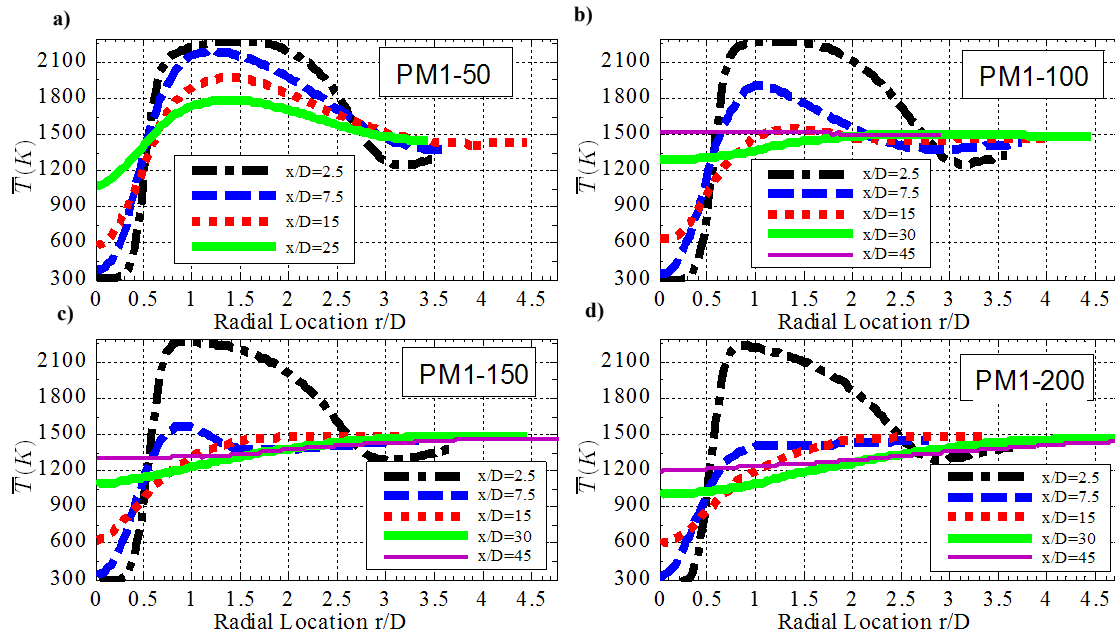 a)
T(K)
2100
1800
1500
1200
900
600
300
PM1-50
x/D=2.5
x/D=7.5
x/D=15
x/D=25
0 0.5 1 1.5 2 2.5 3 3.5 4 4.5
Radial Location r/D
b)
T(K)
2100
1800
1500
1200
900
600
300
PM1-100
x/D=2.5
x/D=7.5
x/D=15
x/D=30
x/D=45
0 0.5 1 1.5 2 2.5 3 3.5 4 4.5
Radial Location r/D
c)
T(K)
2100
1800
1500
1200
900
600
300
PM1-150
x/D=2.5
x/D=7.5
x/D=15
x/D=30
x/D=45
0 0.5 1 1.5 2 2.5 3 3.5 4 4.5
Radial Location r/D
d)
T(K)
2100
1800
1500
1200
900
600
300
PM1-200
x/D=2.5
x/D=7.5
x/D=15
x/D=30
x/D=45
0 0.5 1 1.5 2 2.5 3 3.5 4 4.5
Radial Location r/D